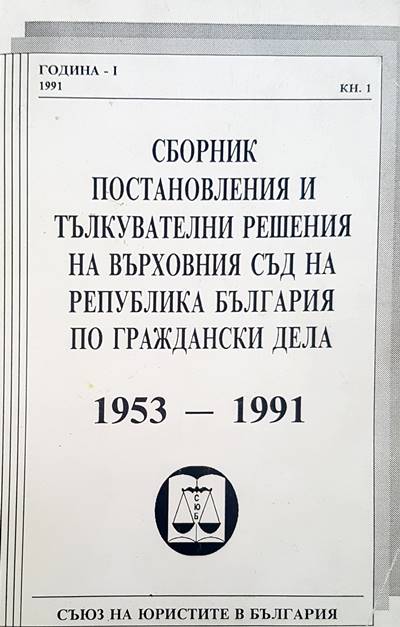 ГОДИНА - I
1991
КН. 1
СБОРНИК
ПОСТАНОВЛЕНИЯ И
ТЪЛКУВАТЕЛНИ РЕШЕНИЯ
НА ВЪРХОВНИЯ СЪД НА
РЕПУБЛИКА БЪЛГАРИЯ
ПО ГРАЖДАНСКИ ДЕЛА
1953 — 1991
С
Ю
Б
СЪЮЗ НА ЮРИСТИТЕ В БЪЛГАРИЯ